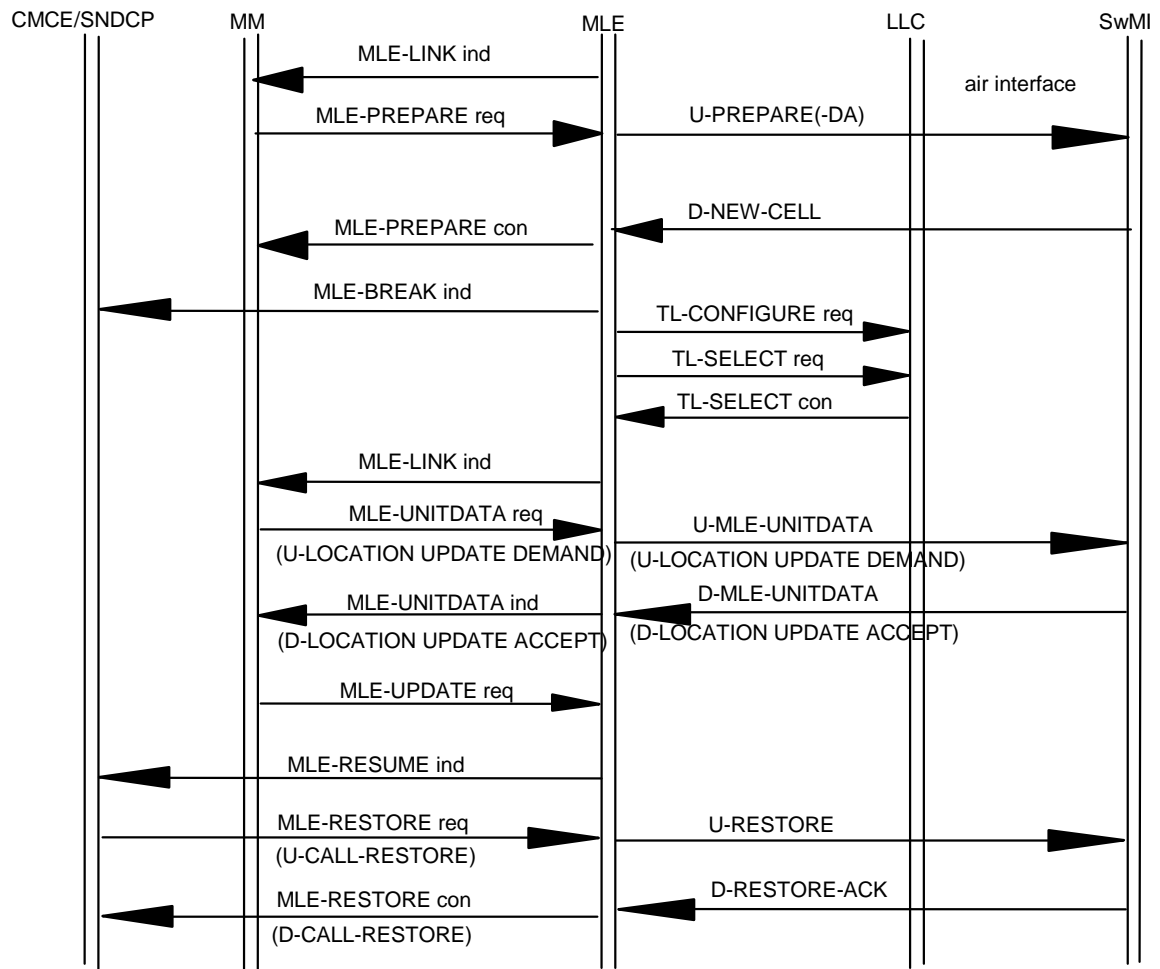 CMCE/SNDCP MM MLE LLC SwMI
MLE-LINK ind
air interface
MLE-PREPARE req U-PREPARE(-DA)
D-NEW-CELL
MLE-PREPARE con
MLE-BREAK ind
TL-CONFIGURE req
TL-SELECT req
TL-SELECT con
MLE-LINK ind
MLE-UNITDATA req U-MLE-UNITDATA
(U-LOCATION UPDATE DEMAND) (U-LOCATION UPDATE DEMAND)
MLE-UNITDATA ind D-MLE-UNITDATA
(D-LOCATION UPDATE ACCEPT) (D-LOCATION UPDATE ACCEPT)
MLE-UPDATE req
MLE-RESUME ind
MLE-RESTORE req U-RESTORE
(U-CALL-RESTORE)
MLE-RESTORE con D-RESTORE-ACK
(D-CALL-RESTORE)